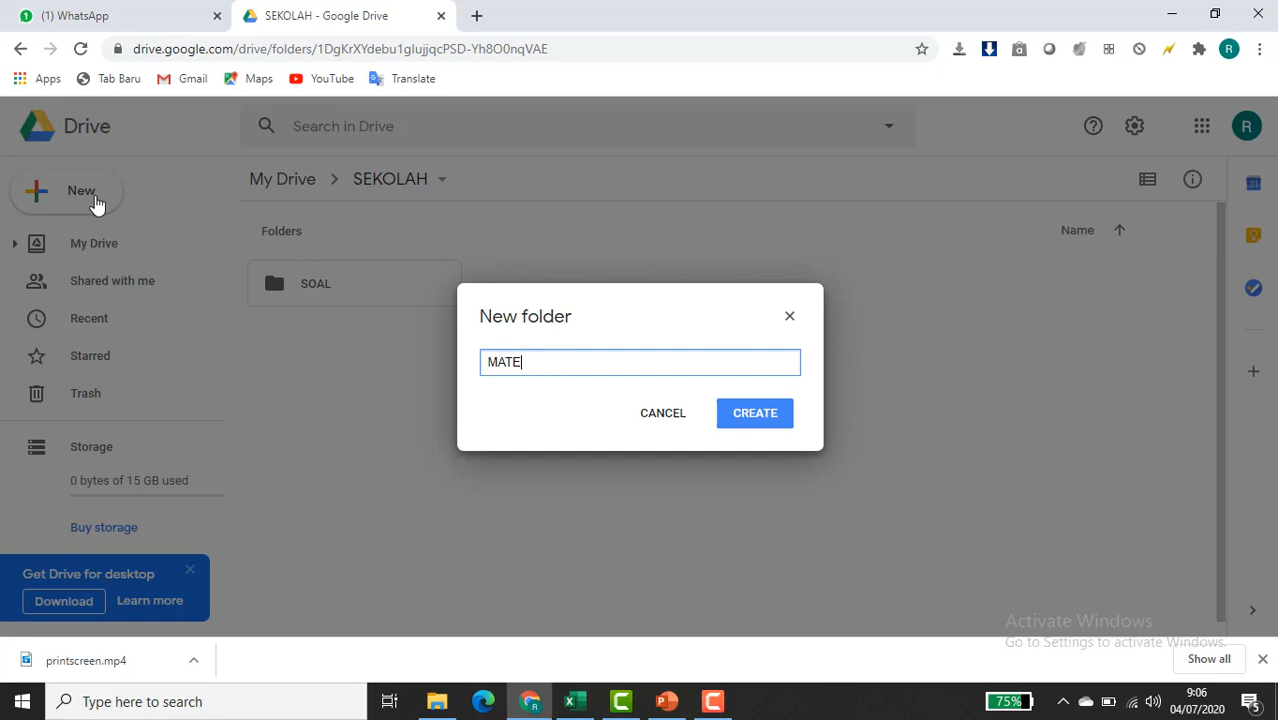 (1) WhatsApp
SEKOLAH - Google Drive
drive.google.com/drive/folders/1DgKrXYdebu1glujjqcPSD-Yh8O0nqVAE
R
Apps
Tab Baru
Gmail
Maps
YouTube
Translate
Drive
Search in Drive
R
New
My Drive
SEKOLAH
My Drive
Shared with me
Recent
Starred
Trash
Storage
0 bytes of 15 GB used
Buy storage
Get Drive for desktop
Download
Learn more
Folders
Name
SOAL
New folder
MATE
CANCEL
CREATE
31
Activate Windows
Go to Settings to activate Windows.
printscreen.mp4
Show all
Type here to search
75%
9:06
04/07/2020
5